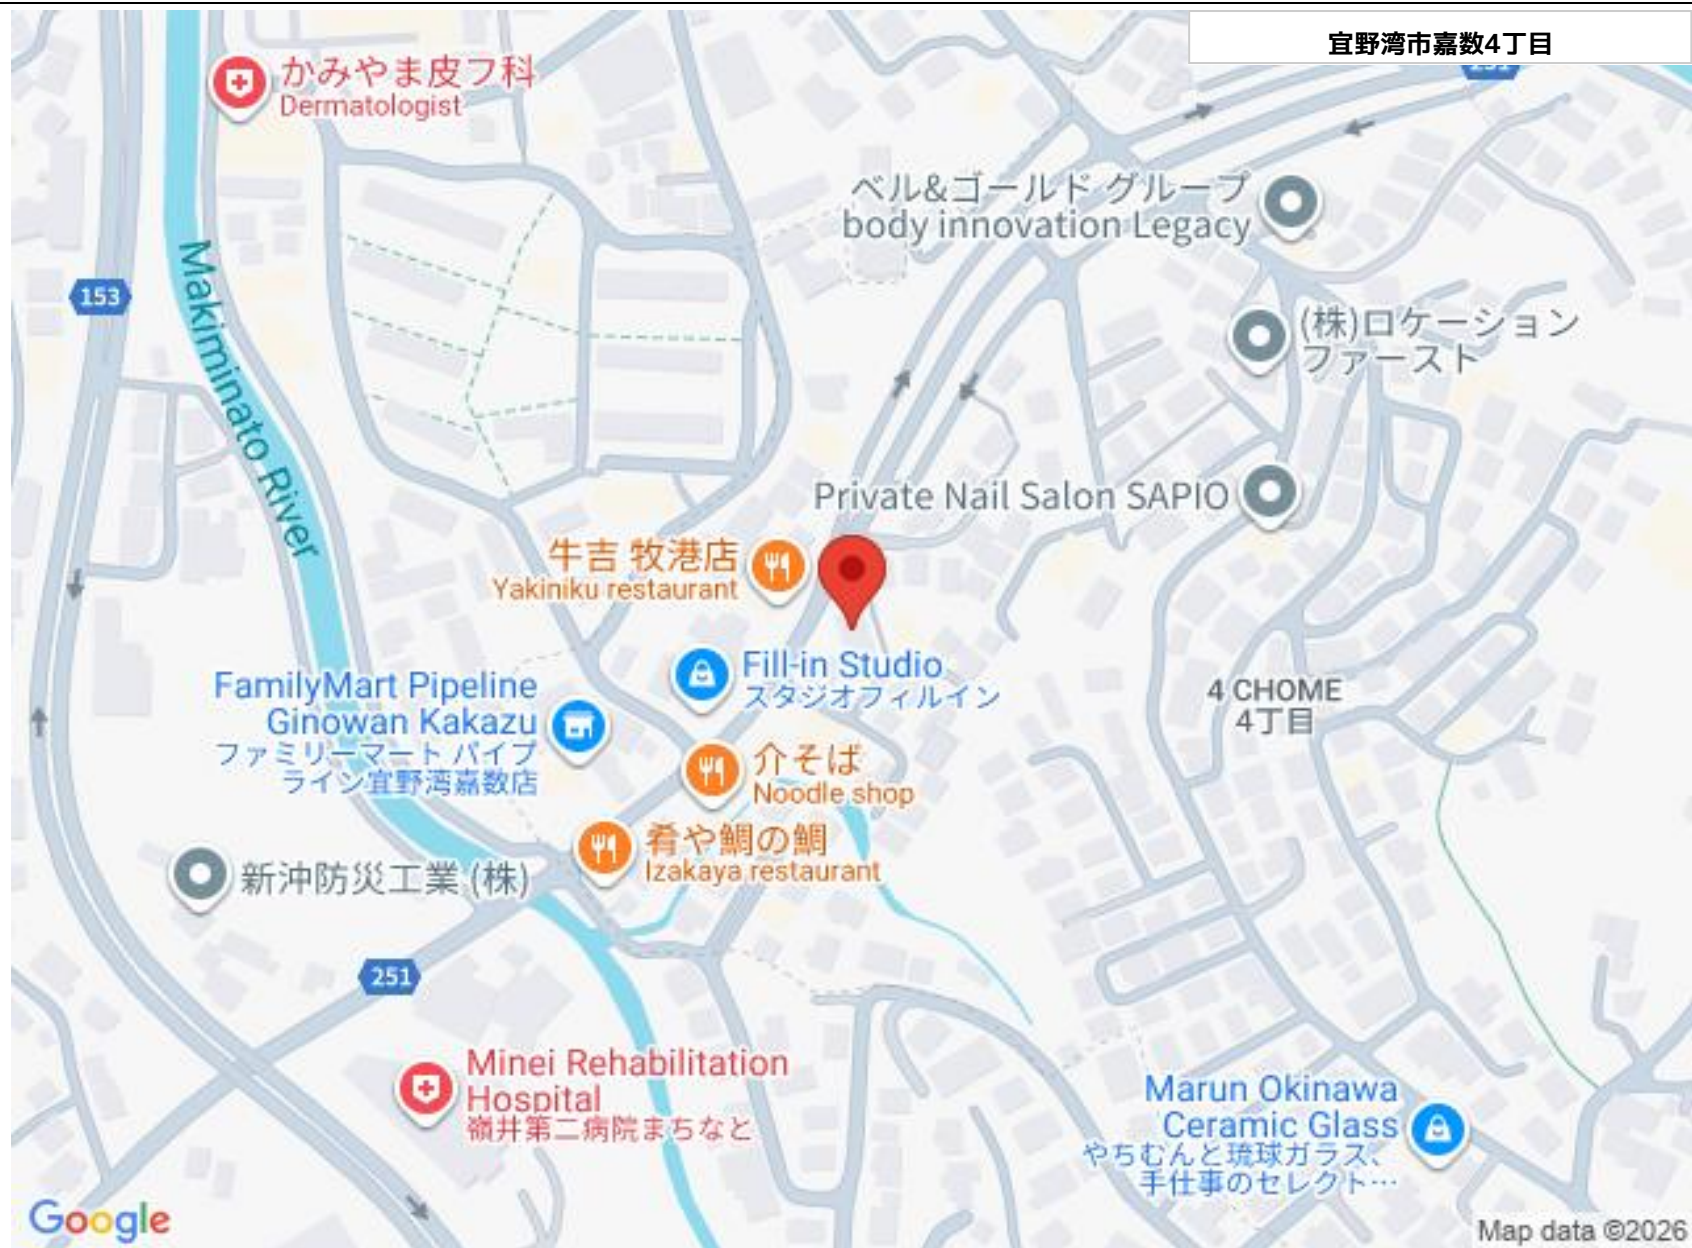 宜野湾市嘉数4丁目
かみやま皮フ科
Dermatologist
ベル&ゴールド グループ
body innovation Legacy
153
Makiminato River
(株)ロケーション
ファースト
Private Nail Salon SAPIO
牛吉 牧港店
Yakiniku restaurant
Fill-in Studio
スタジオフィルイン
FamilyMart Pipeline
Ginowan Kakazu
ファミリーマート パイプ
ライン宜野湾嘉数店
4 CHOME
4丁目
介そば
Noodle shop
肴や鯛の鯛
Izakaya restaurant
新沖防災工業 (株)
251
Minei Rehabilitation
Hospital
嶺井第二病院まちなと
Marun Okinawa
Ceramic Glass
やちむんと琉球ガラス、
手仕事のセレクト…
Google
Map data ©2026